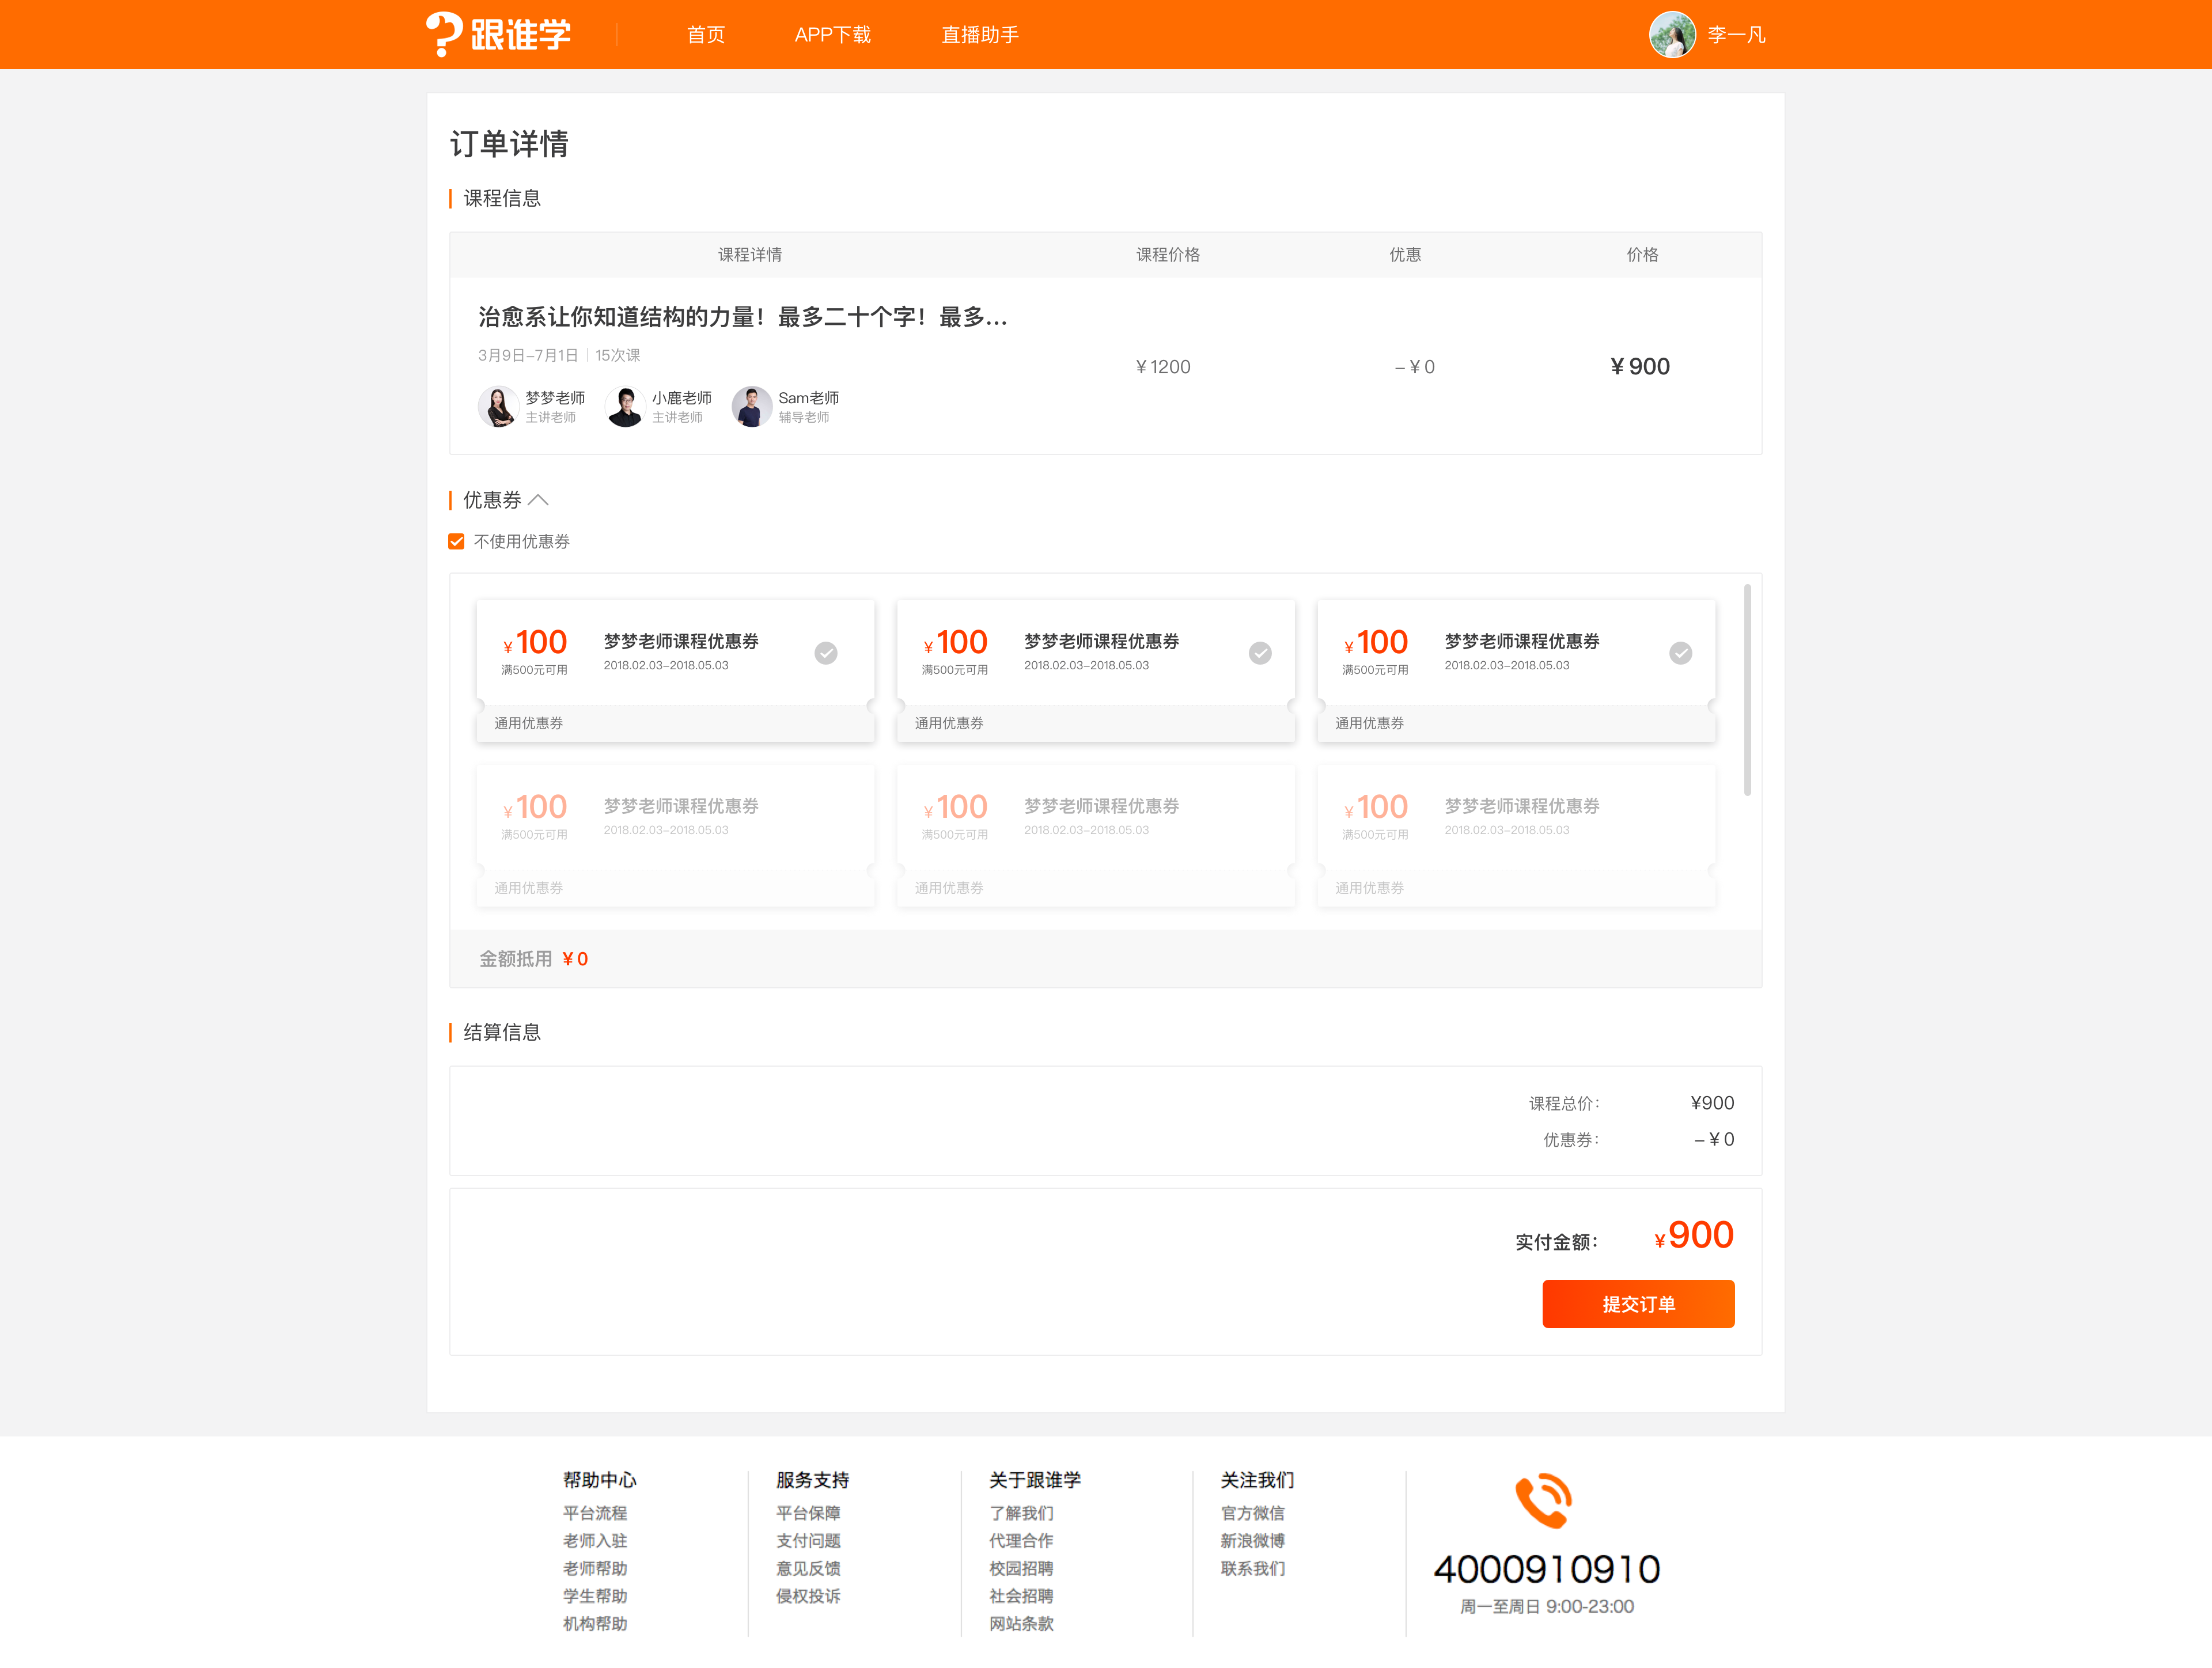 跟谁学 首页 APP下载 直播助手 李一凡
订单详情
课程信息
课程详情 课程价格 优惠 价格
治愈系让你知道结构的力量！最多二十个字！最多...
3月9日–7月1日 15次课
¥1200 –¥0 ¥900
梦梦老师 小鹿老师 Sam老师
主讲老师 主讲老师 辅导老师
优惠券
不使用优惠券
¥100 梦梦老师课程优惠券 ¥100 梦梦老师课程优惠券 ¥100 梦梦老师课程优惠券
满500元可用 2018.02.03–2018.05.03 满500元可用 2018.02.03–2018.05.03 满500元可用 2018.02.03–2018.05.03
通用优惠券 通用优惠券 通用优惠券
¥100 梦梦老师课程优惠券 ¥100 梦梦老师课程优惠券 ¥100 梦梦老师课程优惠券
满500元可用 2018.02.03–2018.05.03 满500元可用 2018.02.03–2018.05.03 满500元可用 2018.02.03–2018.05.03
通用优惠券 通用优惠券 通用优惠券
金额抵用 ¥0
结算信息
课程总价： ¥900
优惠券： –¥0
实付金额： ¥900
提交订单
帮助中心 服务支持 关于跟谁学 关注我们
平台流程 平台保障 了解我们 官方微信
老师入驻 支付问题 代理合作 新浪微博
老师帮助 意见反馈 校园招聘 联系我们
学生帮助 侵权投诉 社会招聘
机构帮助 网站条款
4000910910
周一至周日 9:00-23:00